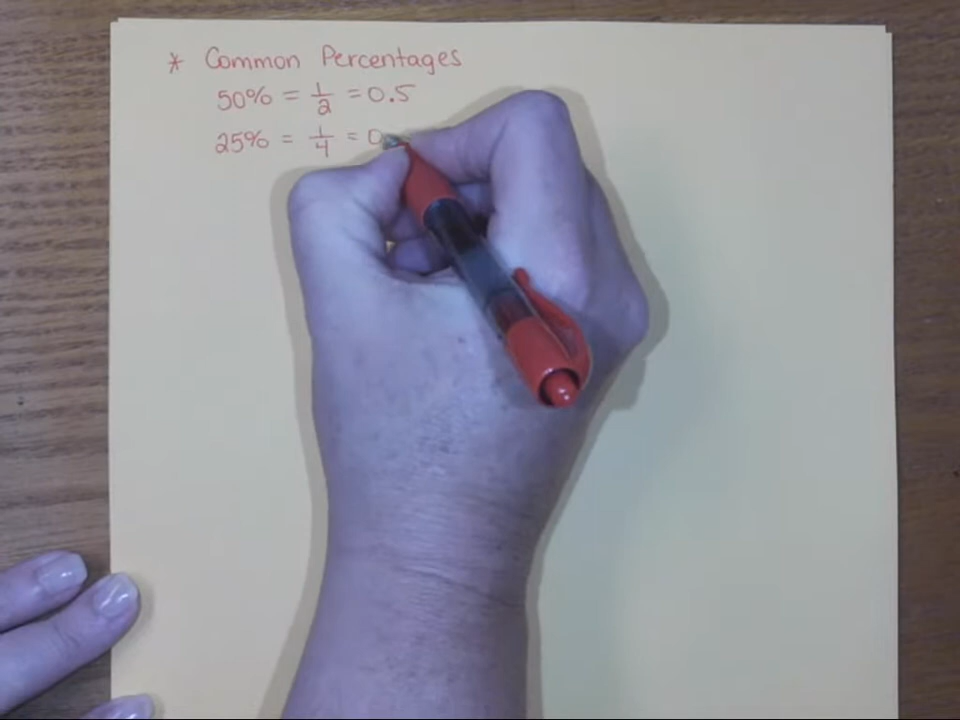 * Common Percentages
50% = 1/2 = 0.5
25% = 1/4 = 0